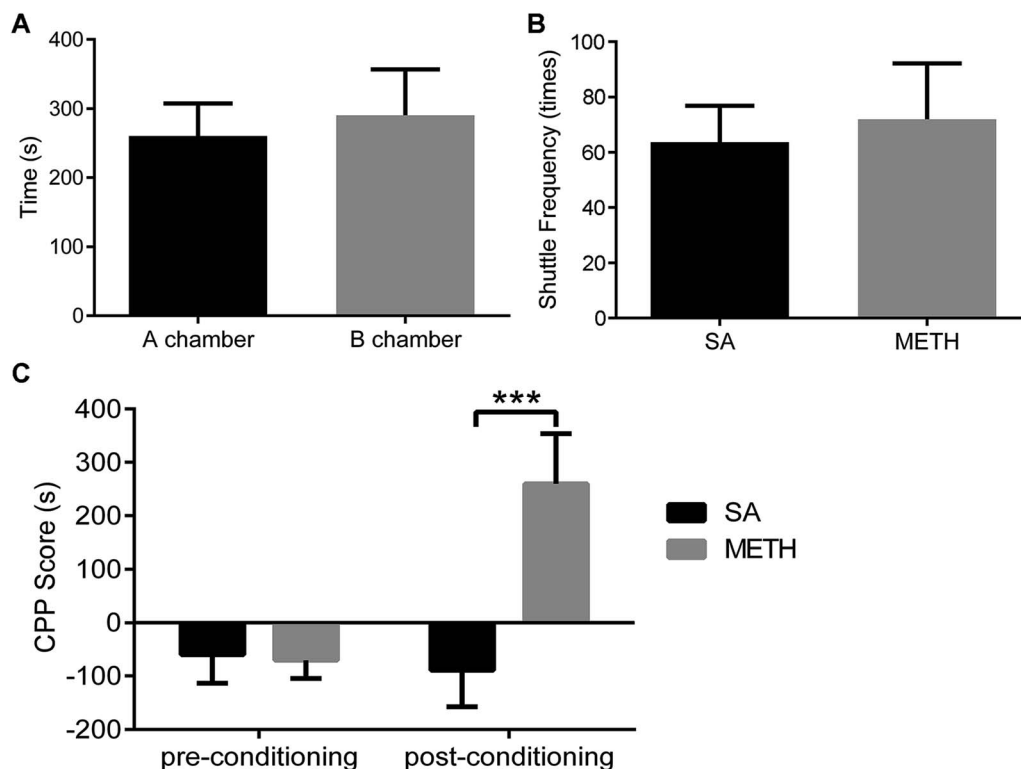 A
Time (s)
400
300
200
100
0
A chamber
B chamber
B
Shuttle Frequency (times)
100
80
60
40
20
0
SA
METH
C
CPP Score (s)
400
300
200
100
0
-100
-200
***
pre-conditioning
post-conditioning
SA
METH